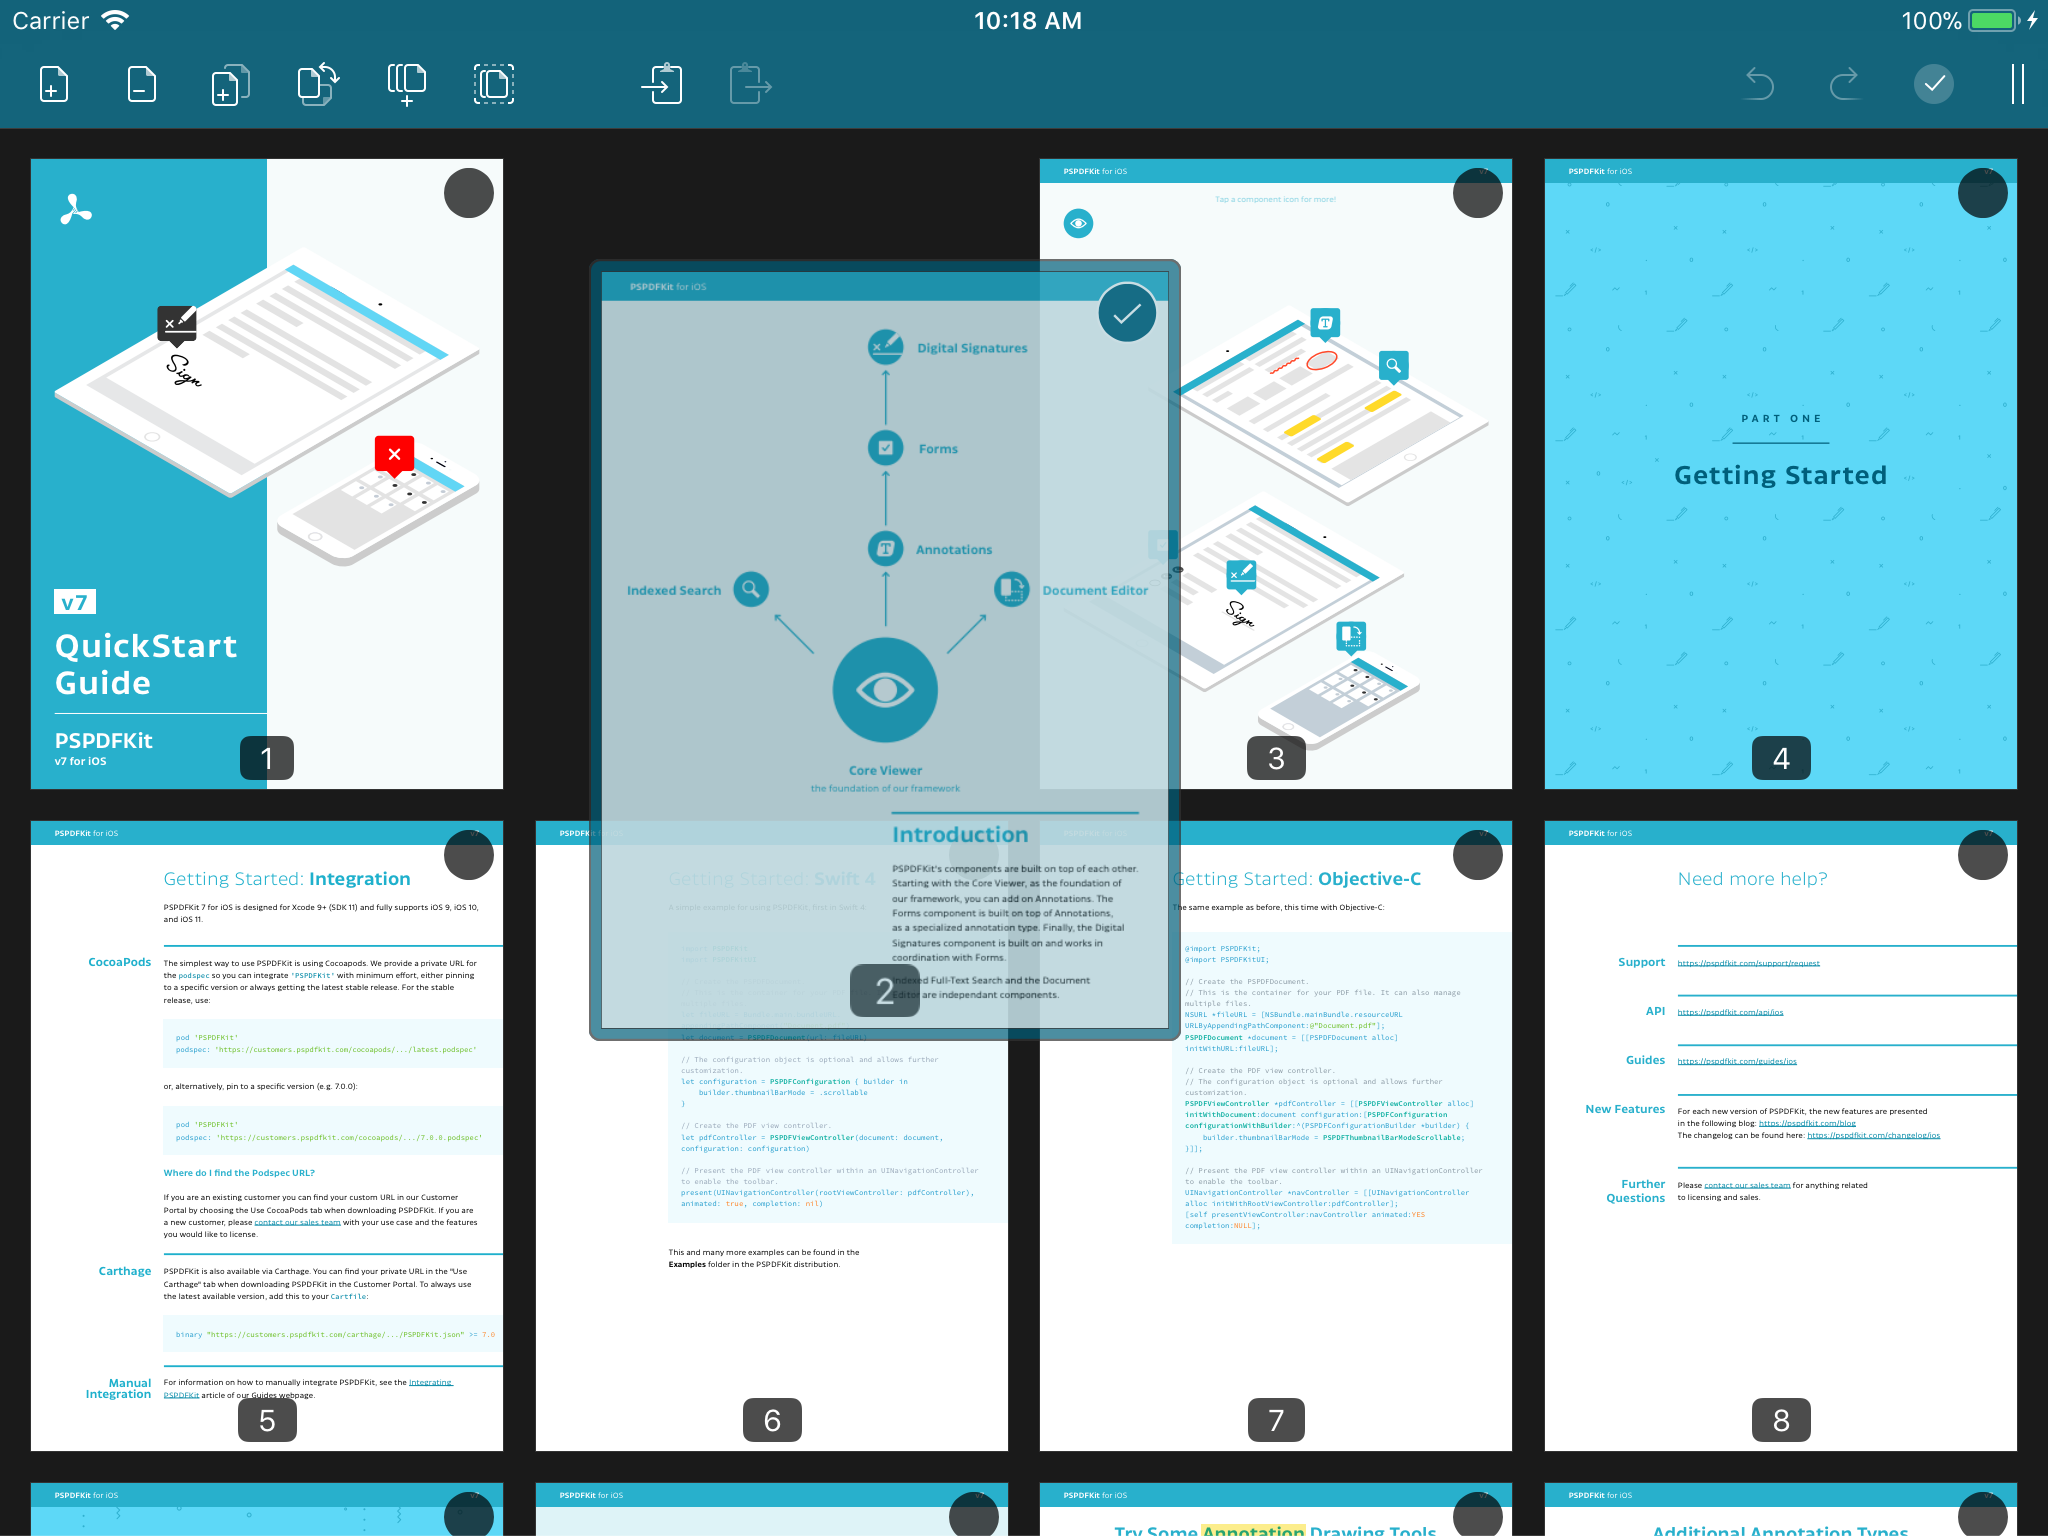 Carrier
10:18 AM
100%
Sign
v7
QuickStart
Guide
PSPDFKit
v7 for iOS
1
PSPDFKit for iOS
Digital Signatures
Forms
Annotations
Indexed Search
Document Editor
Core Viewer
the foundation of our framework
Introduction
PSPDFKit's components are built on top of each other.
Starting with the Core Viewer, as the foundation of
our framework, you can add on Annotations. The
Forms component is built on top of Annotations,
as a specialized annotation type. Finally, the Digital
Signatures component is built on and works in
coordination with Forms.
Indexed Full-Text Search and the Document
Editor are independant components.
2
PSPDFKit for iOS
Tap a component icon for more!
Sign
3
PSPDFKit for iOS
PART ONE
Getting Started
4
PSPDFKit for iOS
v7
Getting Started: Integration
PSPDFKit 7 for iOS is designed for Xcode 9+ (SDK 11) and fully supports iOS 9, iOS 10,
and iOS 11.
CocoaPods
The simplest way to use PSPDFKit is using Cocoapods. We provide a private URL for
the podspec so you can integrate 'PSPDFKit' with minimum effort, either pinning
to a specific version or always getting the latest stable release. For the stable
release, use:
pod 'PSPDFKit'
podspec: 'https://customers.pspdfkit.com/cocoapods/.../latest.podspec'
or, alternatively, pin to a specific version (e.g. 7.0.0):
pod 'PSPDFKit'
podspec: 'https://customers.pspdfkit.com/cocoapods/.../7.0.0.podspec'
Where do I find the Podspec URL?
If you are an existing customer you can find your custom URL in our Customer
Portal by choosing the Use CocoaPods tab when downloading PSPDFKit. If you are
a new customer, please contact our sales team with your use case and the features
you would like to license.
Carthage
PSPDFKit is also available via Carthage. You can find your private URL in the "Use
Carthage" tab when downloading PSPDFKit in the Customer Portal. To always use
the latest available version, add this to your Cartfile:
binary "https://customers.pspdfkit.com/carthage/.../PSPDFKit.json" >= 7.0
Manual
Integration
For information on how to manually integrate PSPDFKit, see the Integrating
PSPDFKit article of our Guides webpage.
5
PSPDFKit
Getting Started: Swift 4
A simple example for using PSPDFKit, first in Swift 4
let document = PSPDFDocument(url: fileURL)
// The configuration object is optional and allows further
customization.
let configuration = PSPDFConfiguration { builder in
builder.thumbnailBarMode = .scrollable
}
// Create the PDF view controller.
let pdfController = PSPDFViewController(document: document,
configuration: configuration)
// Present the PDF view controller within an UINavigationController
to enable the toolbar.
present(UINavigationController(rootViewController: pdfController),
animated: true, completion: nil)
This and many more examples can be found in the
Examples folder in the PSPDFKit distribution.
6
v7
Getting Started: Objective-C
The same example as before, this time with Objective-C:
@import PSPDFKit;
@import PSPDFKitUI;
// Create the PSPDFDocument.
// This is the container for your PDF file. It can also manage
multiple files.
NSURL *fileURL = [NSBundle.mainBundle.resourceURL
URLByAppendingPathComponent:@"Document.pdf"];
PSPDFDocument *document = [[PSPDFDocument alloc]
initWithURL:fileURL];
// Create the PDF view controller.
// The configuration object is optional and allows further
customization.
PSPDFViewController *pdfController = [[PSPDFViewController alloc]
initWithDocument:document configuration:[PSPDFConfiguration
configurationWithBuilder:^(PSPDFConfigurationBuilder *builder) {
builder.thumbnailBarMode = PSPDFThumbnailBarModeScrollable;
}]];
// Present the PDF view controller within an UINavigationController
to enable the toolbar.
UINavigationController *navController = [[UINavigationController
alloc initWithRootViewController:pdfController];
[self presentViewController:navController animated:YES
completion:NULL];
7
PSPDFKit for iOS
v7
Need more help?
Support
https://pspdfkit.com/support/request
API
https://pspdfkit.com/api/ios
Guides
https://pspdfkit.com/guides/ios
New Features
For each new version of PSPDFKit, the new features are presented
in the following blog: https://pspdfkit.com/blog
The changelog can be found here: https://pspdfkit.com/changelog/ios
Further
Questions
Please contact our sales team for anything related
to licensing and sales.
8
PSPDFKit for iOS
v7
PSPDFKit for iOS
v7
PSPDFKit for iOS
v7
Try Some Annotation Drawing Tools
PSPDFKit for iOS
v7
Additional Annotation Types